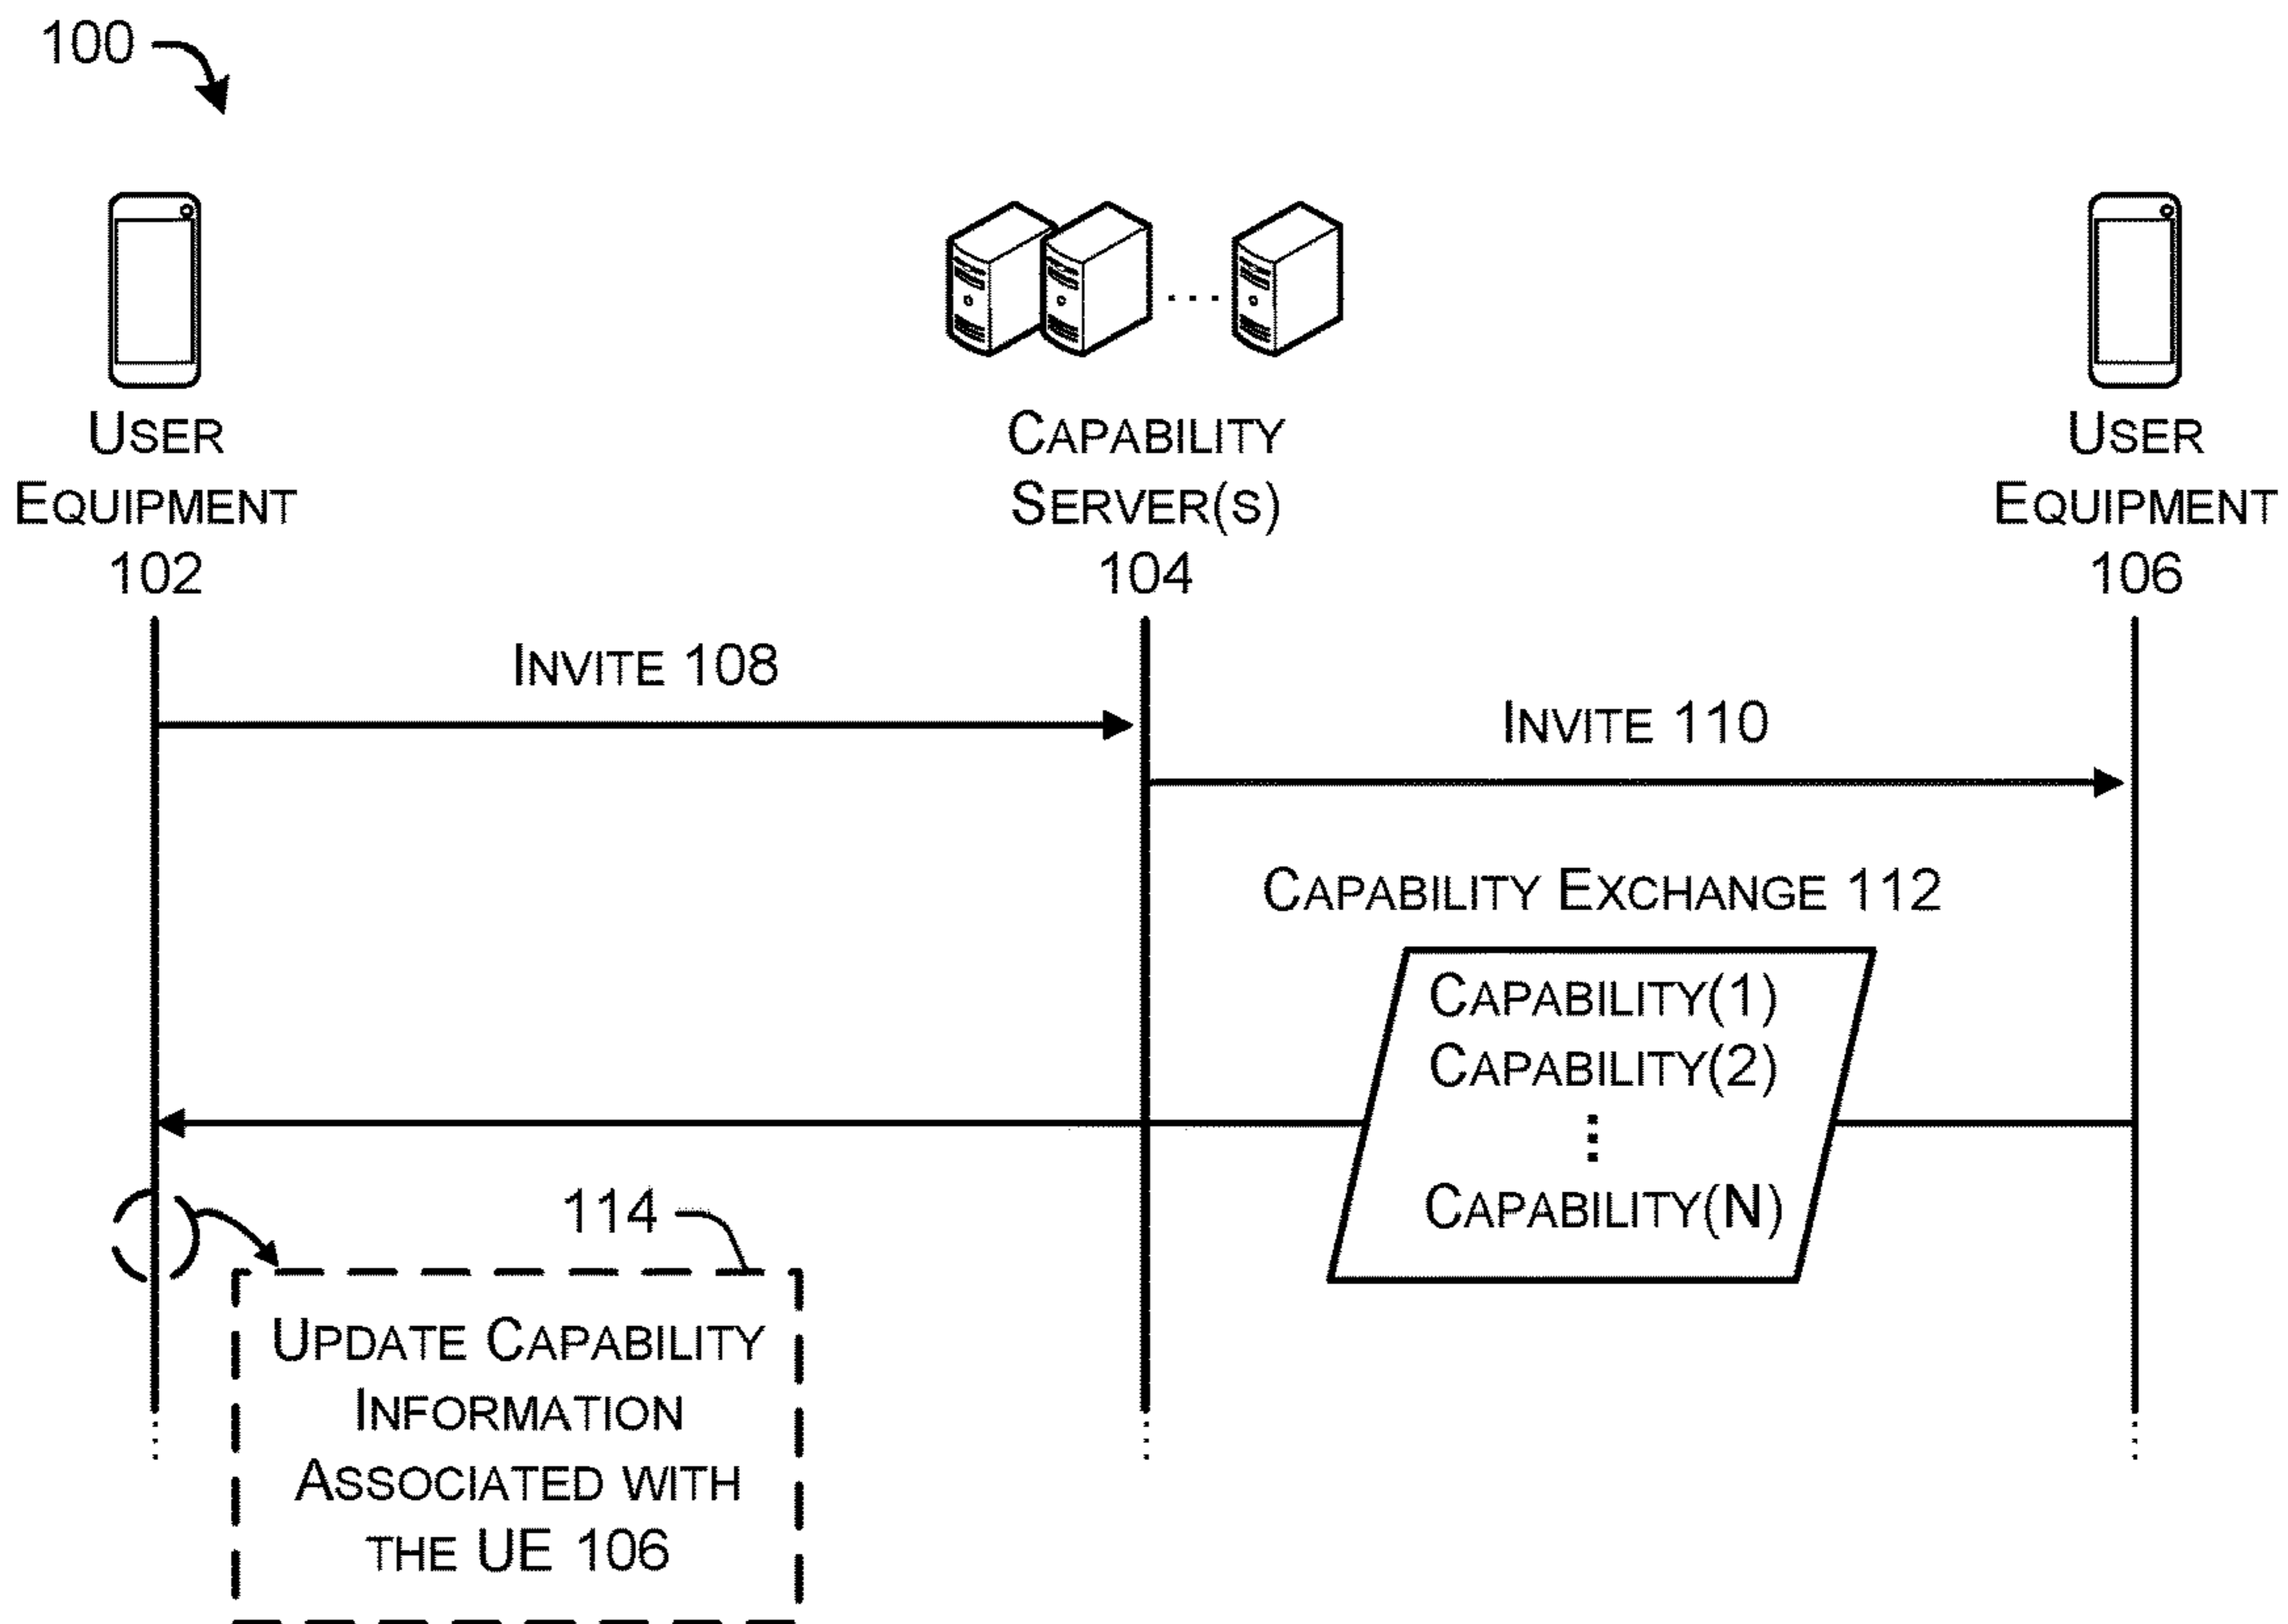 100
USER
EQUIPMENT
102
CAPABILITY
SERVER(S)
104
USER
EQUIPMENT
106
INVITE 108
INVITE 110
CAPABILITY EXCHANGE 112
CAPABILITY(1)
CAPABILITY(2)
⋮
CAPABILITY(N)
114
UPDATE CAPABILITY
INFORMATION
ASSOCIATED WITH
THE UE 106